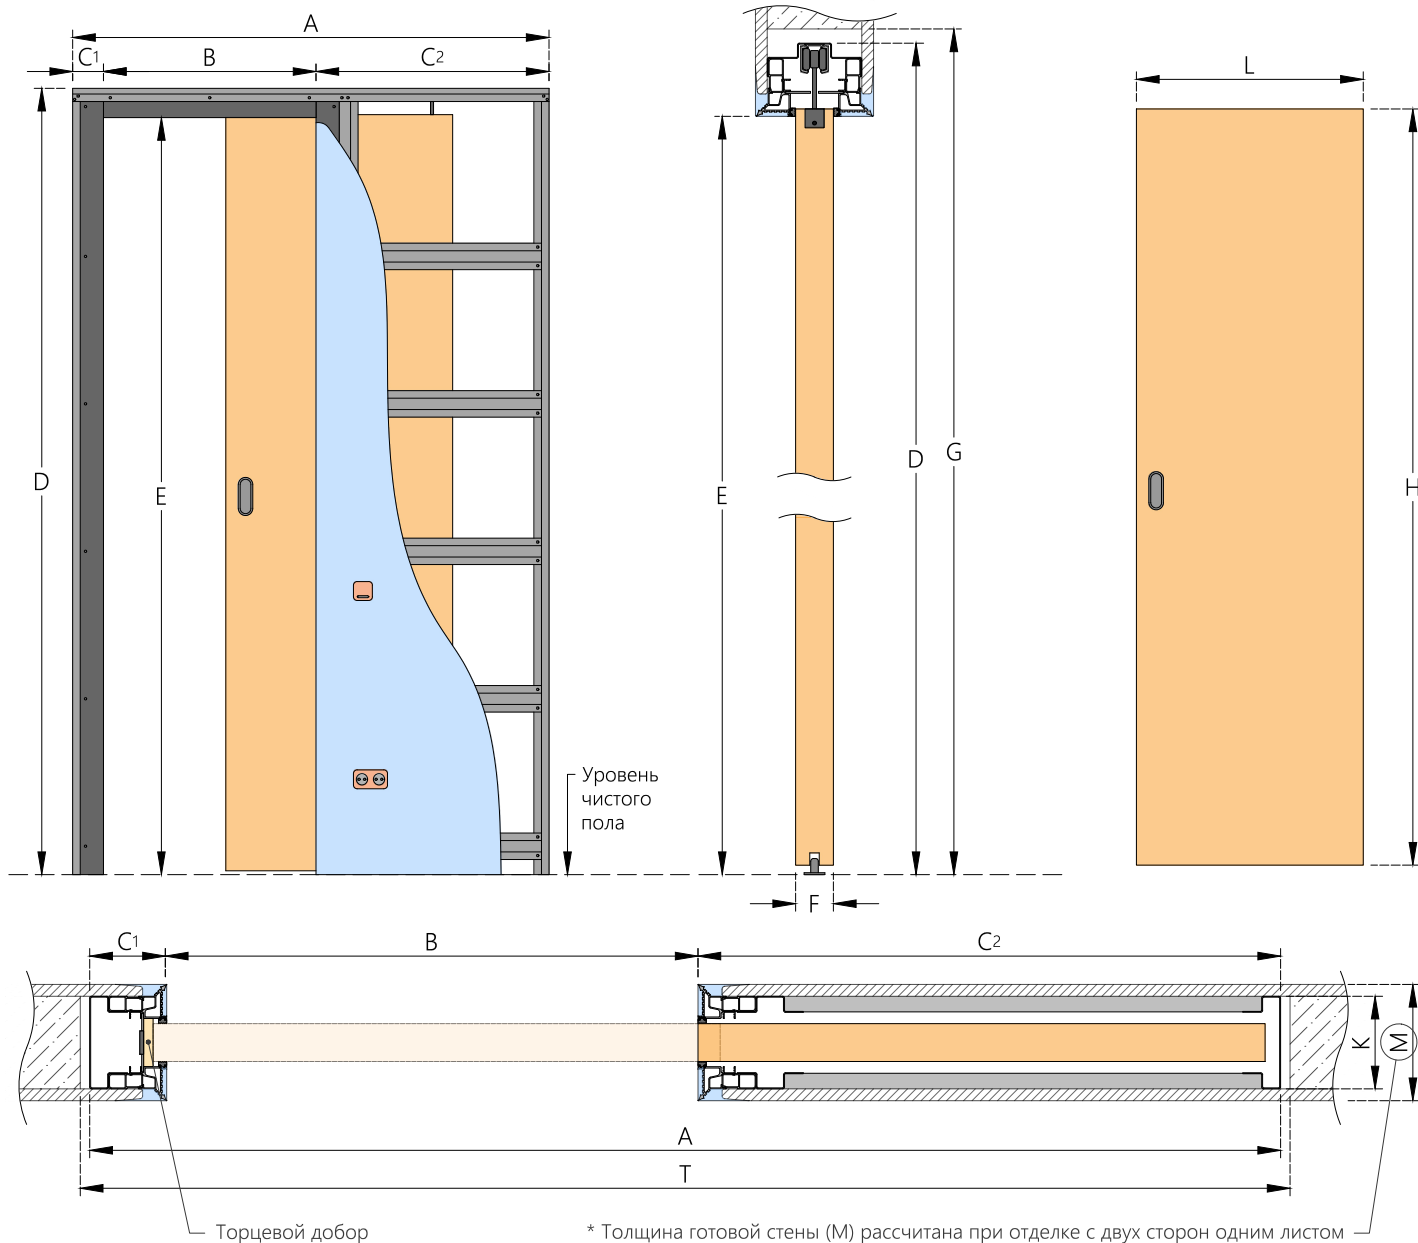 A
C1
B
C2
D
E
Уровень
чистого
пола
E
D
G
F
L
H
C1
B
C2
K
M
A
T
Торцевой добор
* Толщина готовой стены (М) рассчитана при отделке с двух сторон одним листом